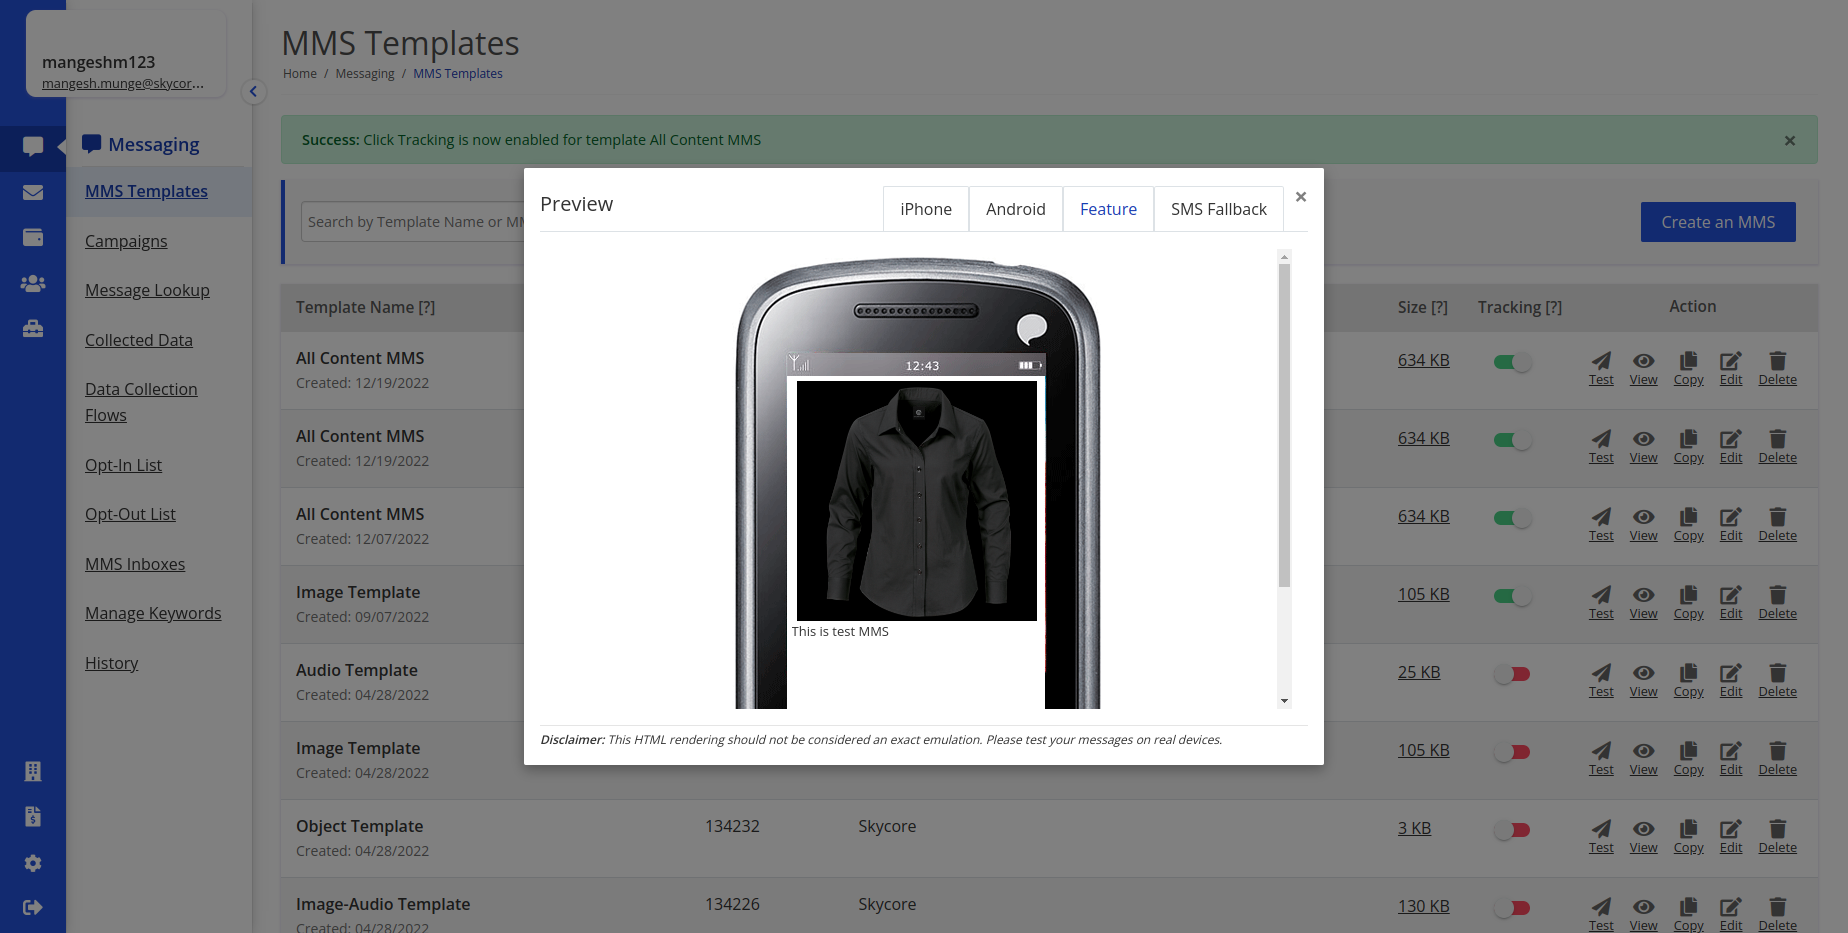 mangeshm123
mangesh.munge@skycor...
Messaging
MMS Templates
Campaigns
Message Lookup
Collected Data
Data Collection
Flows
Opt-In List
Opt-Out List
MMS Inboxes
Manage Keywords
History
MMS Templates
Home / Messaging / MMS Templates
Success: Click Tracking is now enabled for template All Content MMS
×
Search by Template Name or MM
Create an MMS
Template Name [?] Size [?] Tracking [?] Action
All Content MMS 634 KB
Created: 12/19/2022 Test View Copy Edit Delete
All Content MMS 634 KB
Created: 12/19/2022 Test View Copy Edit Delete
All Content MMS 634 KB
Created: 12/07/2022 Test View Copy Edit Delete
Image Template 105 KB
Created: 09/07/2022 Test View Copy Edit Delete
Audio Template 25 KB
Created: 04/28/2022 Test View Copy Edit Delete
Image Template 105 KB
Created: 04/28/2022 Test View Copy Edit Delete
Object Template 134232 Skycore 3 KB
Created: 04/28/2022 Test View Copy Edit Delete
Image-Audio Template 134226 Skycore 130 KB
Created: 04/28/2022 Test View Copy Edit Delete
Preview iPhone Android Feature SMS Fallback ×
12:43
This is test MMS
Disclaimer: This HTML rendering should not be considered an exact emulation. Please test your messages on real devices.